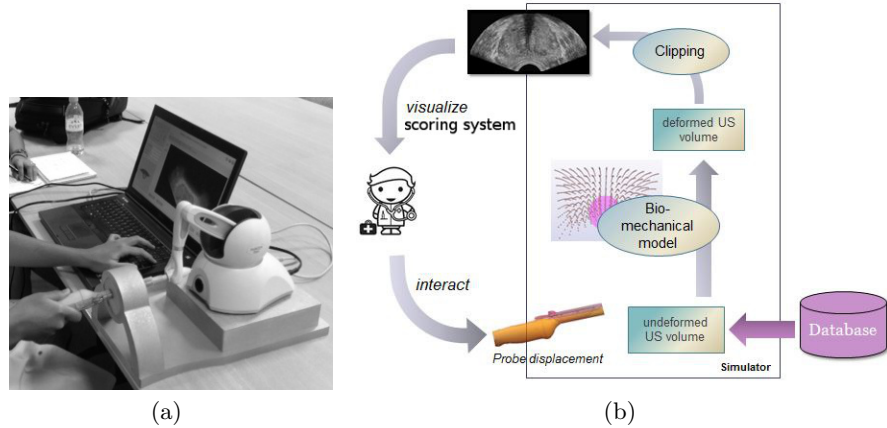 Clipping
visualize
scoring system
deformed US
volume
Bio-
mechanical
model
interact
undeformed
US volume
Database
Probe displacement
Simulator
(a)
(b)